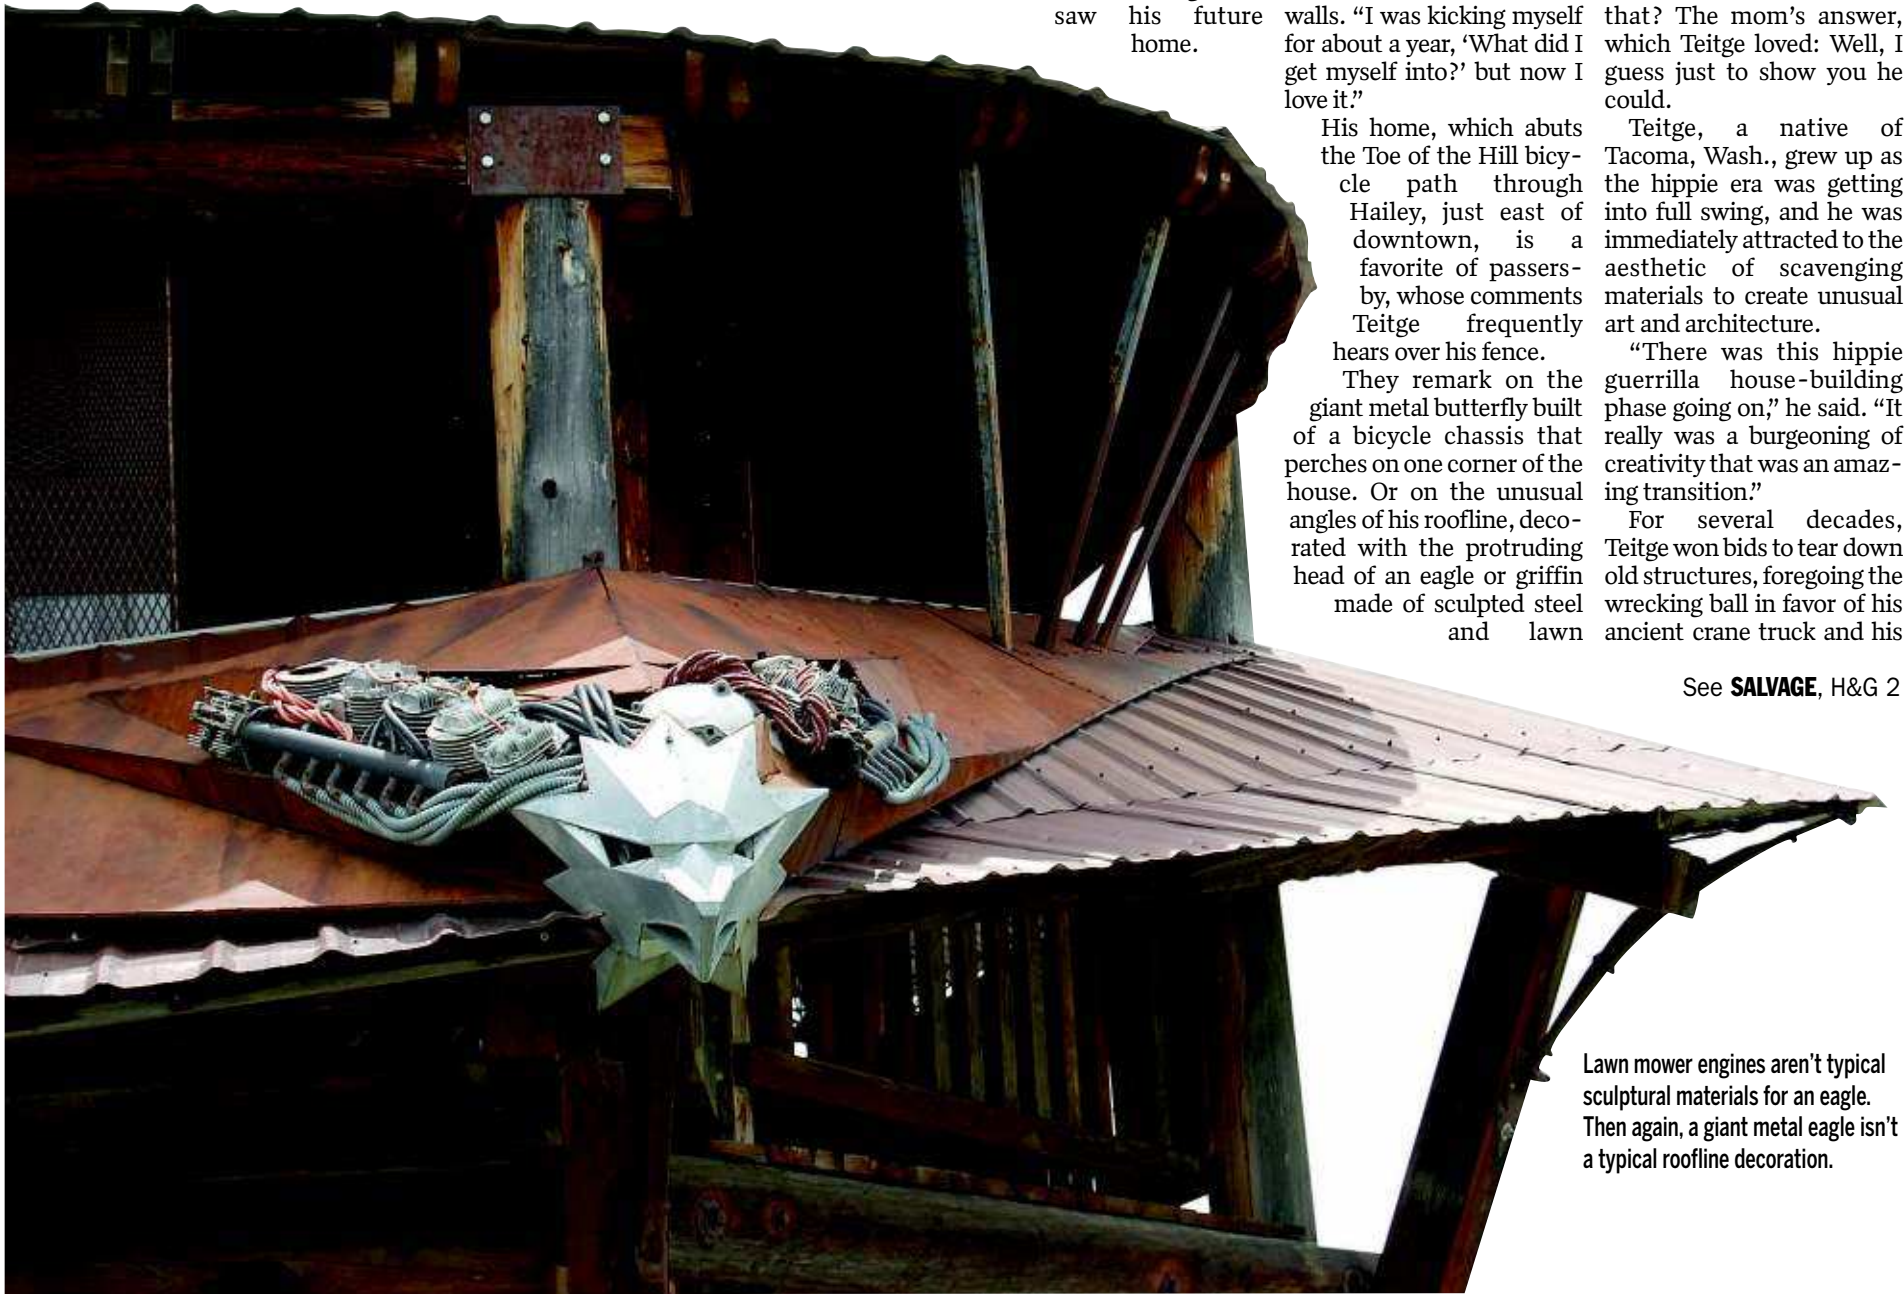 saw his future
home.
walls. “I was kicking myself
for about a year, ‘What did I
get myself into?’ but now I
love it.”
His home, which abuts
the Toe of the Hill bicy-
cle path through
Hailey, just east of
downtown, is a
favorite of passers-
by, whose comments
Teitge frequently
hears over his fence.
They remark on the
giant metal butterfly built
of a bicycle chassis that
perches on one corner of the
house. Or on the unusual
angles of his roofline, deco-
rated with the protruding
head of an eagle or griffin
made of sculpted steel
and lawn
that? The mom’s answer,
which Teitge loved: Well, I
guess just to show you he
could.
Teitge, a native of
Tacoma, Wash., grew up as
the hippie era was getting
into full swing, and he was
immediately attracted to the
aesthetic of scavenging
materials to create unusual
art and architecture.
“There was this hippie
guerrilla house-building
phase going on,” he said. “It
really was a burgeoning of
creativity that was an amaz-
ing transition.”
For several decades,
Teitge won bids to tear down
old structures, foregoing the
wrecking ball in favor of his
ancient crane truck and his
See SALVAGE, H&G 2
Lawn mower engines aren’t typical
sculptural materials for an eagle.
Then again, a giant metal eagle isn’t
a typical roofline decoration.